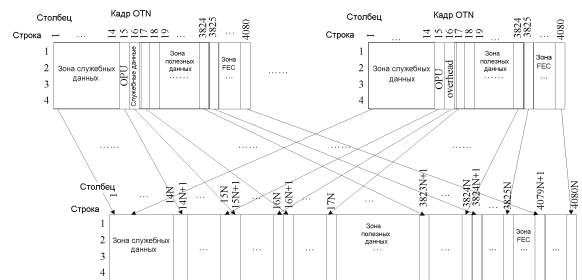 Столбец Кадр OTN
Строка 1 ... 14 15 16 17 18 19 ... 3824 3825 ... 4080
1
2
3
4
Зона служебных данных
OPU
Служебные данные
Зона полезных данных
......
Зона FEC
...
......
Столбец Кадр OTN
Строка 1 ... 14 15 16 17 18 19 ... 3824 3825 ... 4080
1
2
3
4
Зона служебных данных
OPU
overhead
Зона полезных данных
......
Зона FEC
...
...... ...... ......
Столбец
Строка 1 ... 14N 14N+1 ... 15N 15N+1 ... 16N 16N+1 ... 17N ... 3823N+1 ... 3824N 3824N+1 ... 3825N ... 4079N+1 ... 4080N
1
2
3
4
Зона служебных данных
...
...
...
Зона полезных данных
...
...
...
Зона FEC
...
...